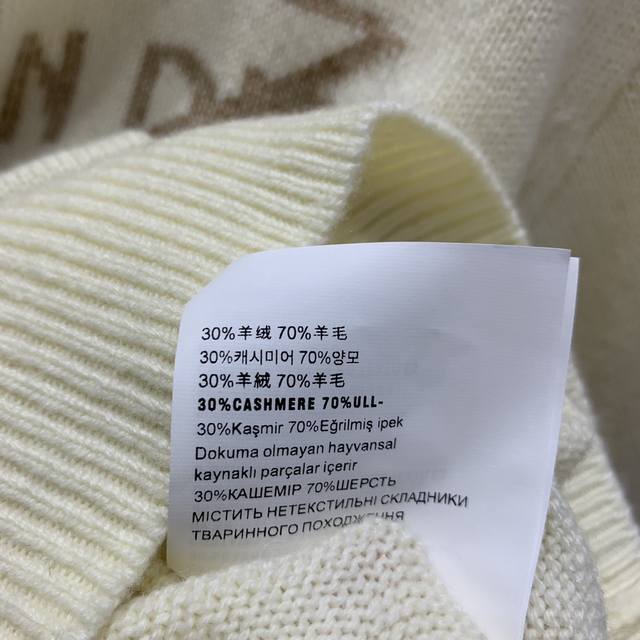 N D
30%羊绒 70%羊毛
30%캐시미어 70%양모
30%羊絨 70%羊毛
30%CASHMERE 70%ULL-
30%Kaşmir 70%Eğrilmiş ipek
Dokuma olmayan hayvansal
kaynaklı parçalar içerir
30%КАШЕМІР 70%ШЕРСТЬ
МІСТИТЬ НЕТЕКСТИЛЬНІ СКЛАДНИКИ
ТВАРИННОГО ПОХОДЖЕННЯ